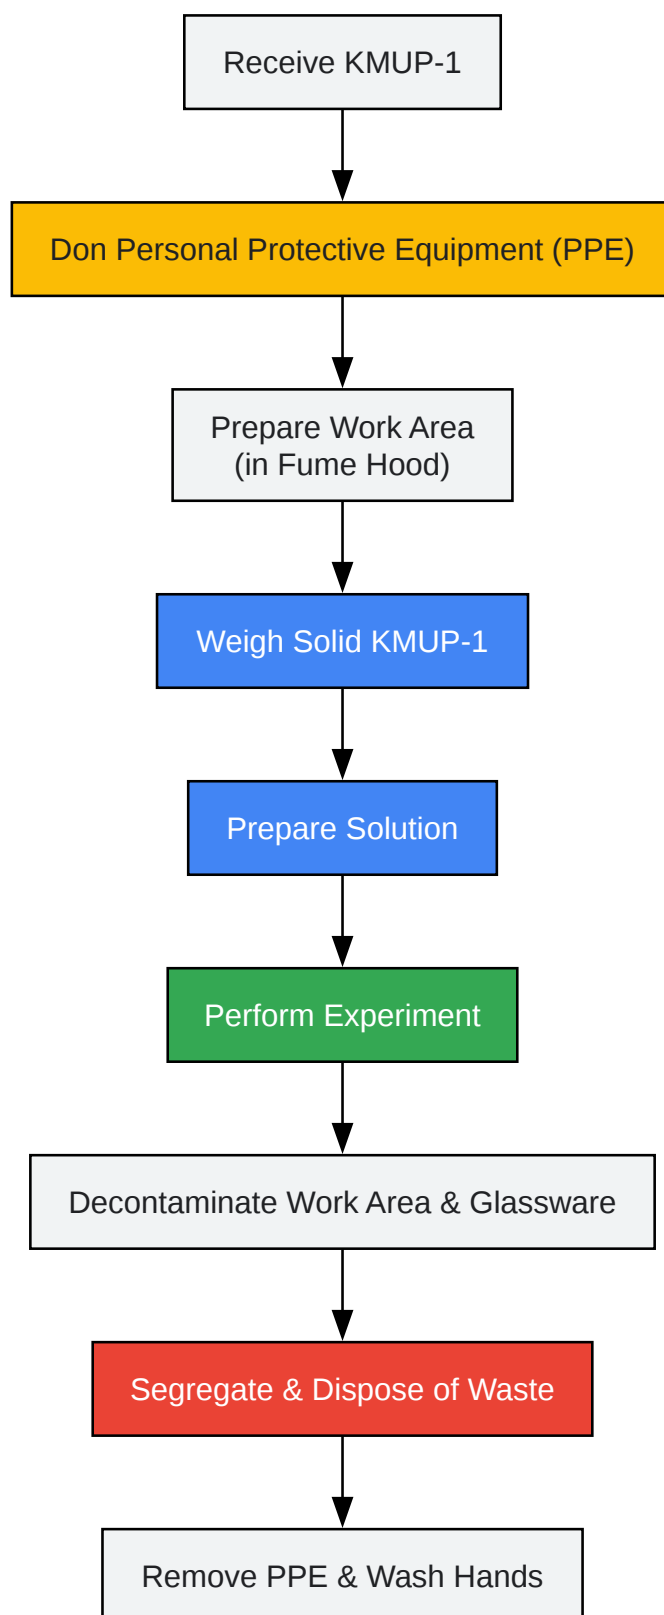 Receive KMUP-1
Don Personal Protective Equipment (PPE)
Prepare Work Area
(in Fume Hood)
Weigh Solid KMUP-1
Prepare Solution
Perform Experiment
Decontaminate Work Area & Glassware
Segregate & Dispose of Waste
Remove PPE & Wash Hands